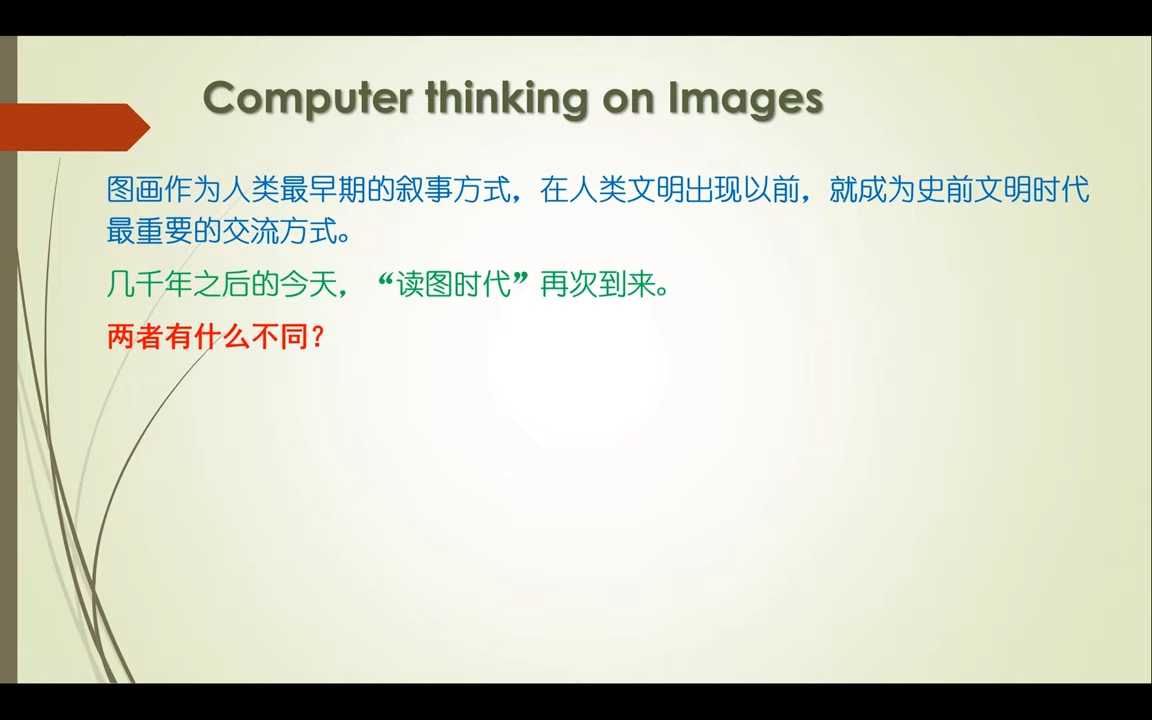 Computer thinking on Images
图画作为人类最早期的叙事方式，在人类文明出现以前，就成为史前文明时代
最重要的交流方式。
几千年之后的今天，“读图时代”再次到来。
两者有什么不同？